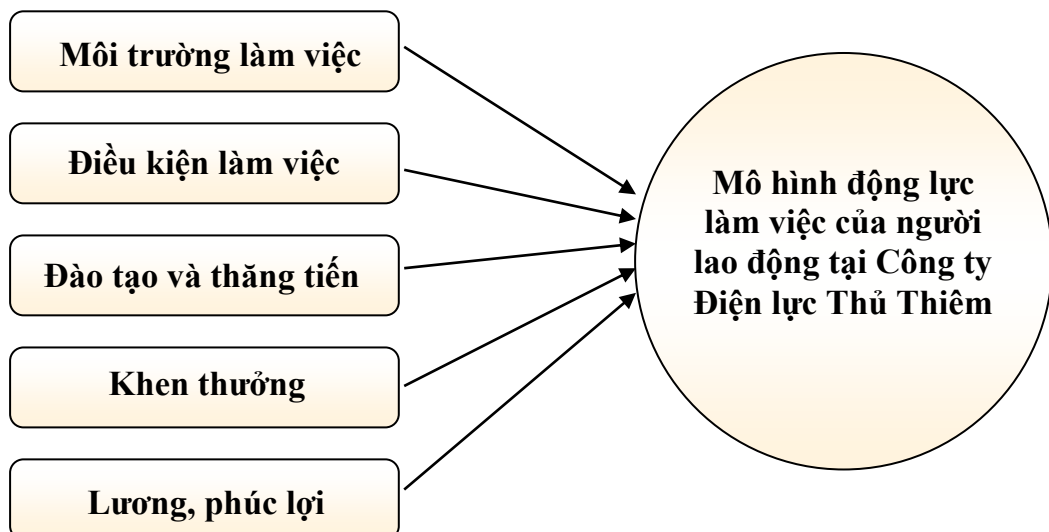 Môi trường làm việc
Điều kiện làm việc
Đào tạo và thăng tiến
Khen thưởng
Lương, phúc lợi
Mô hình động lực
làm việc của người
lao động tại Công ty
Điện lực Thủ Thiêm